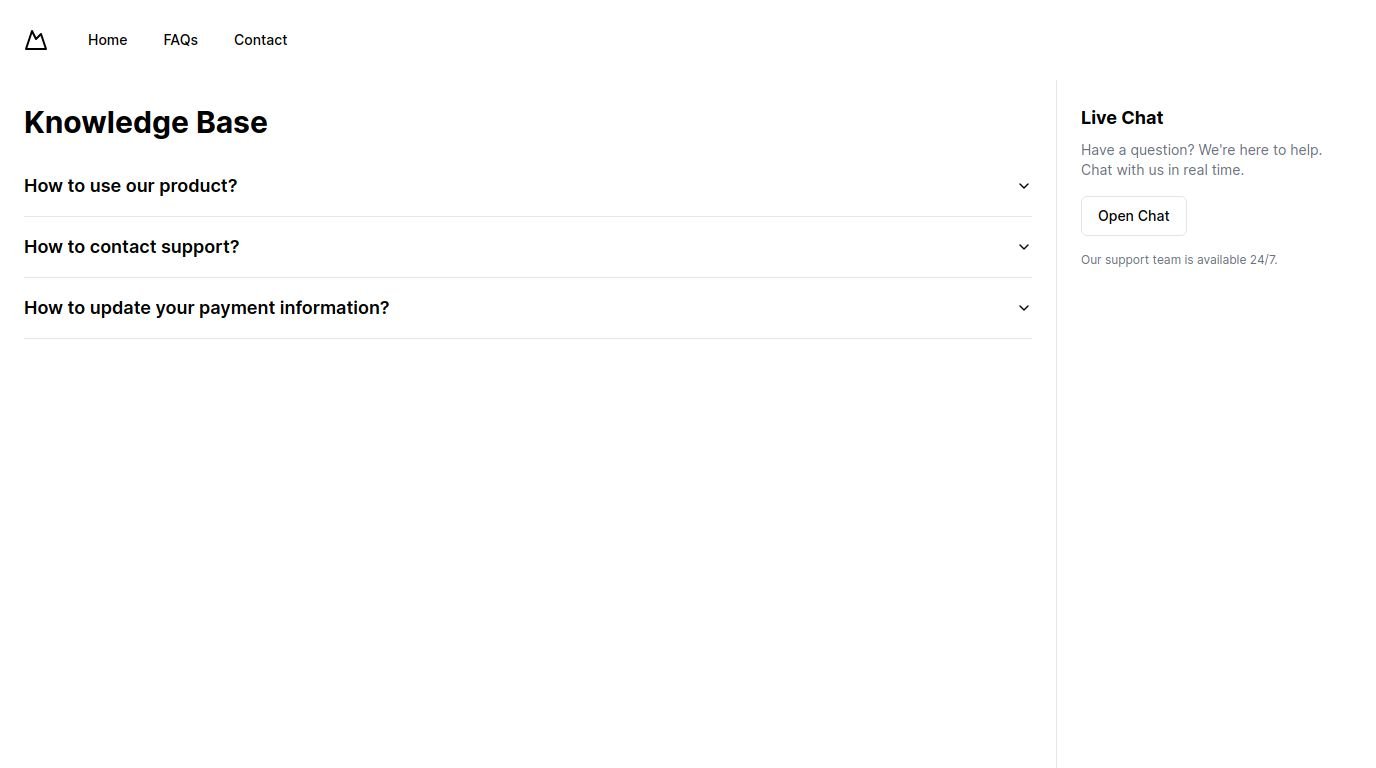 Home FAQs Contact
Knowledge Base
How to use our product?
How to contact support?
How to update your payment information?
Live Chat
Have a question? We're here to help.
Chat with us in real time.
Open Chat
Our support team is available 24/7.